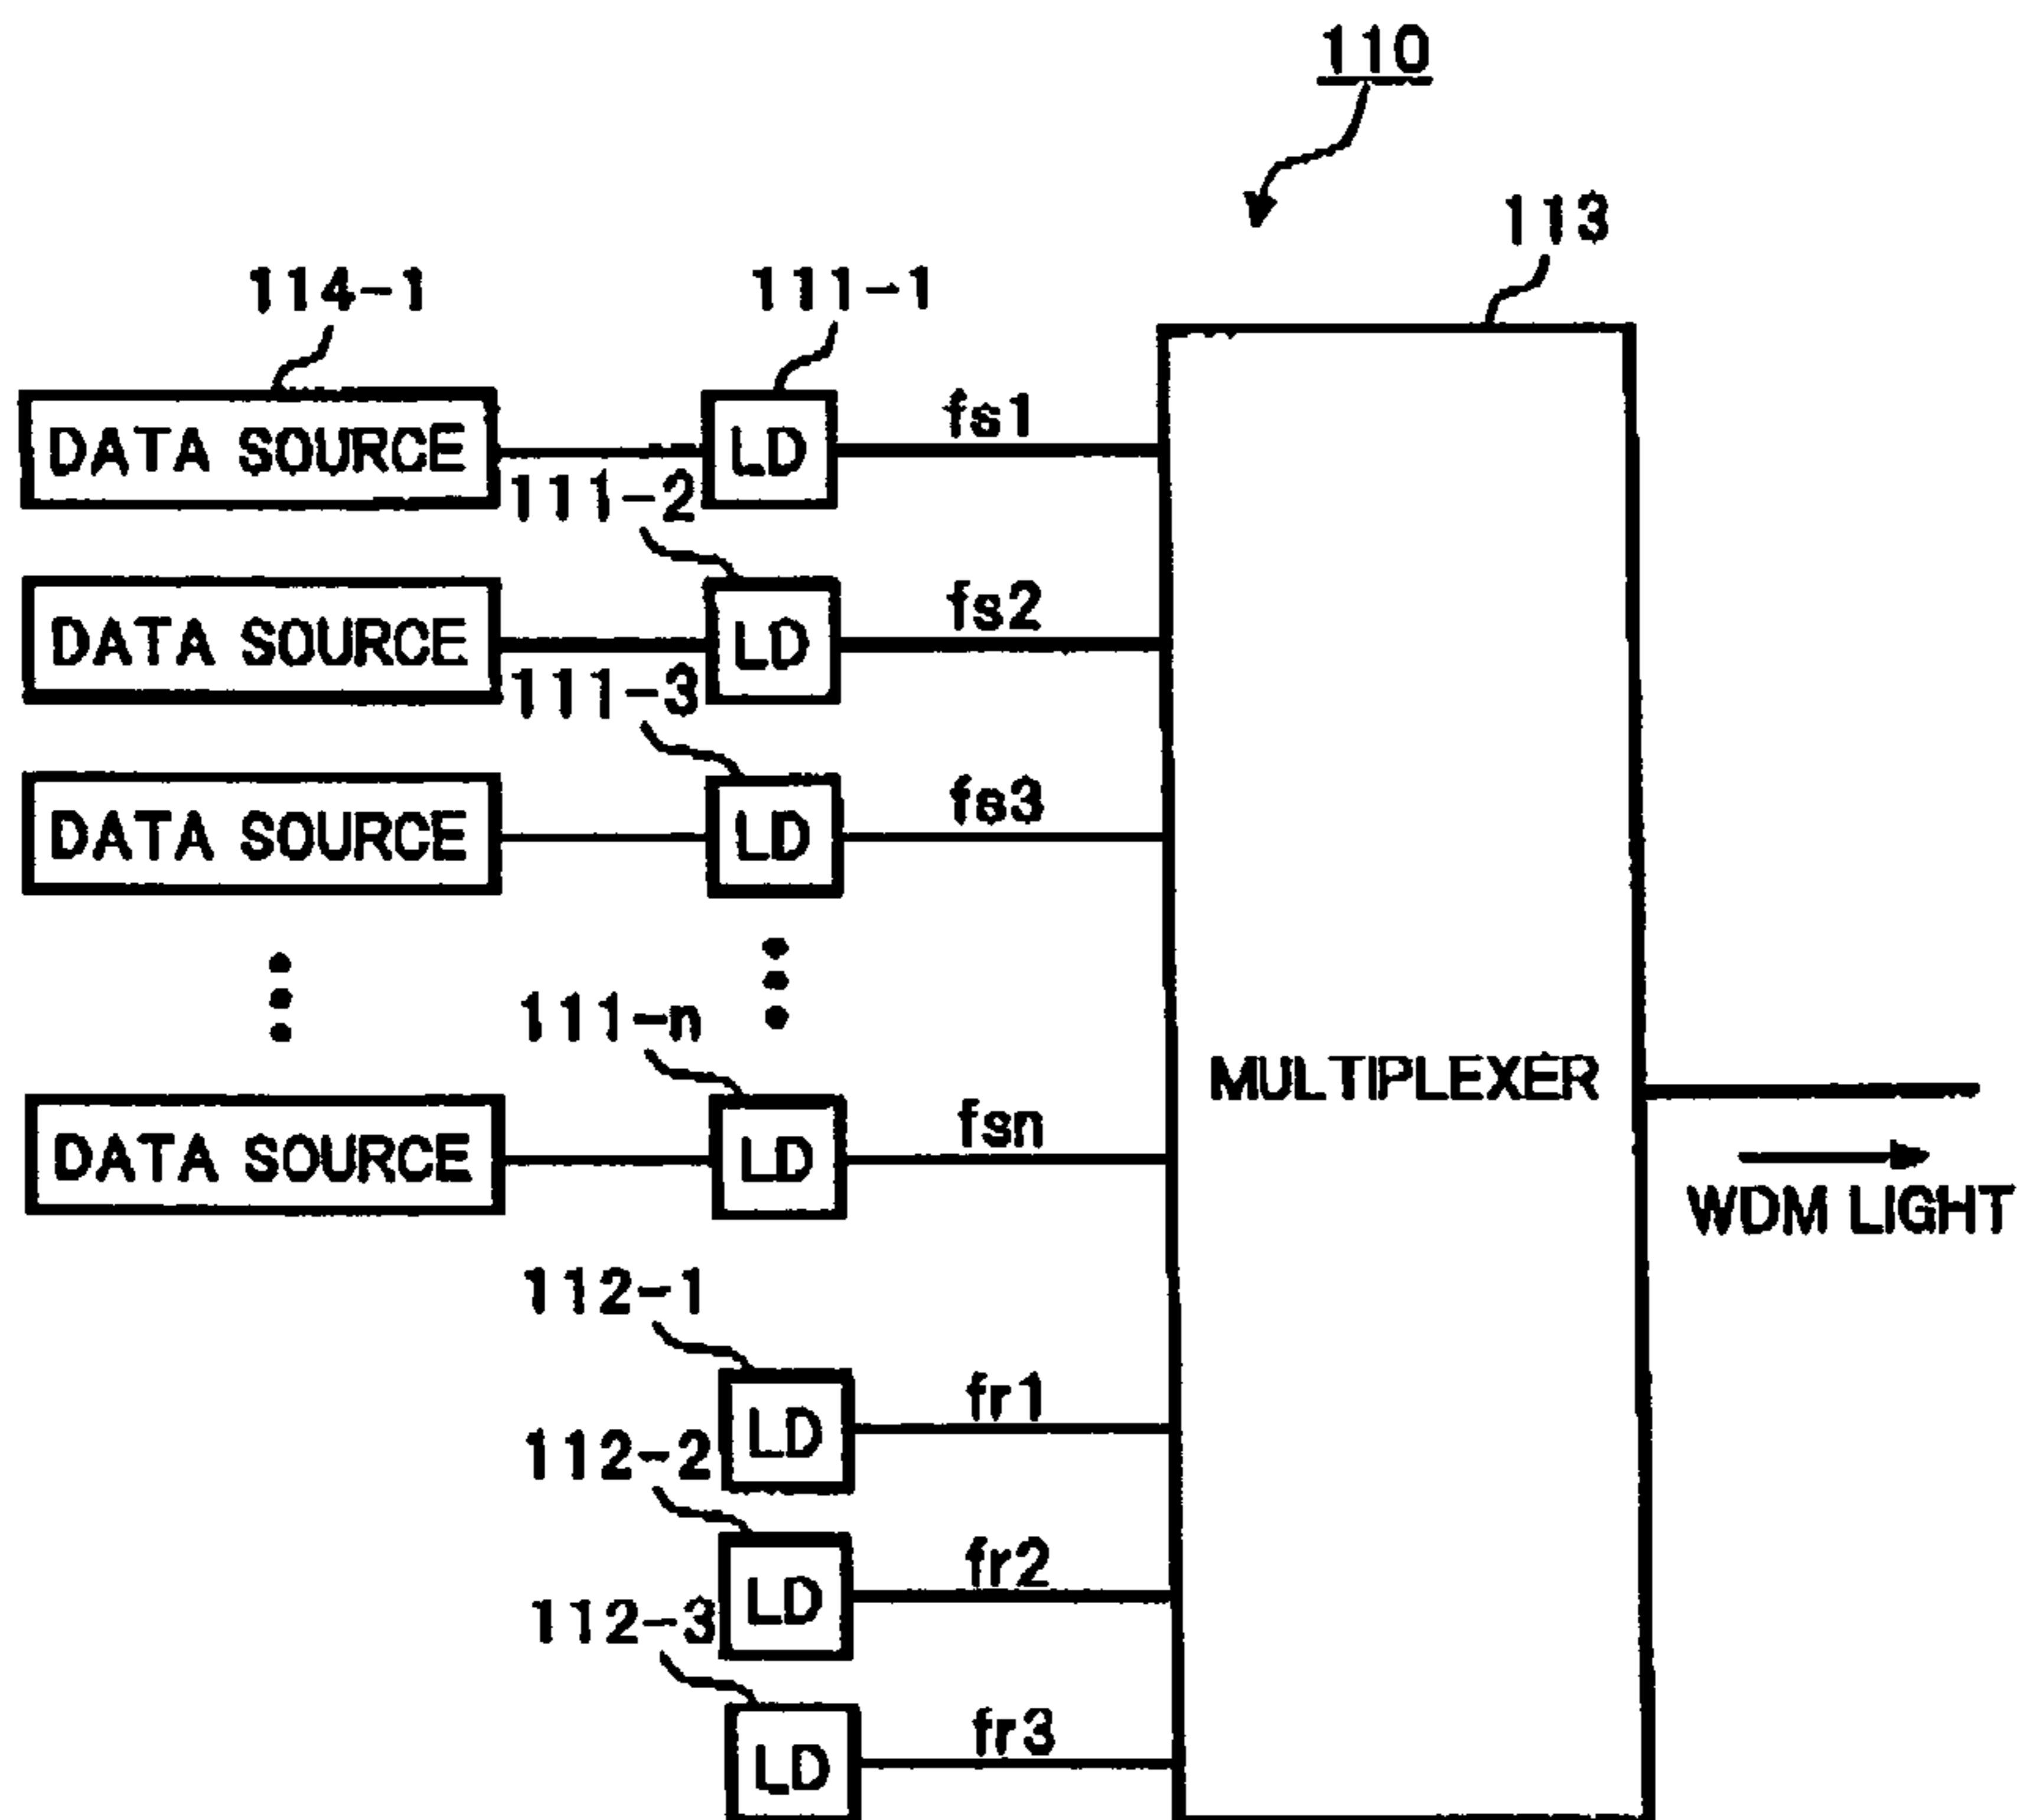 110
113
114-1
111-1
DATA SOURCE
LD
fs1
111-2
DATA SOURCE
LD
fs2
111-3
DATA SOURCE
LD
fs3
111-n
DATA SOURCE
LD
fsn
MULTIPLEXER
WDM LIGHT
112-1
LD
fr1
112-2
LD
fr2
112-3
LD
fr3